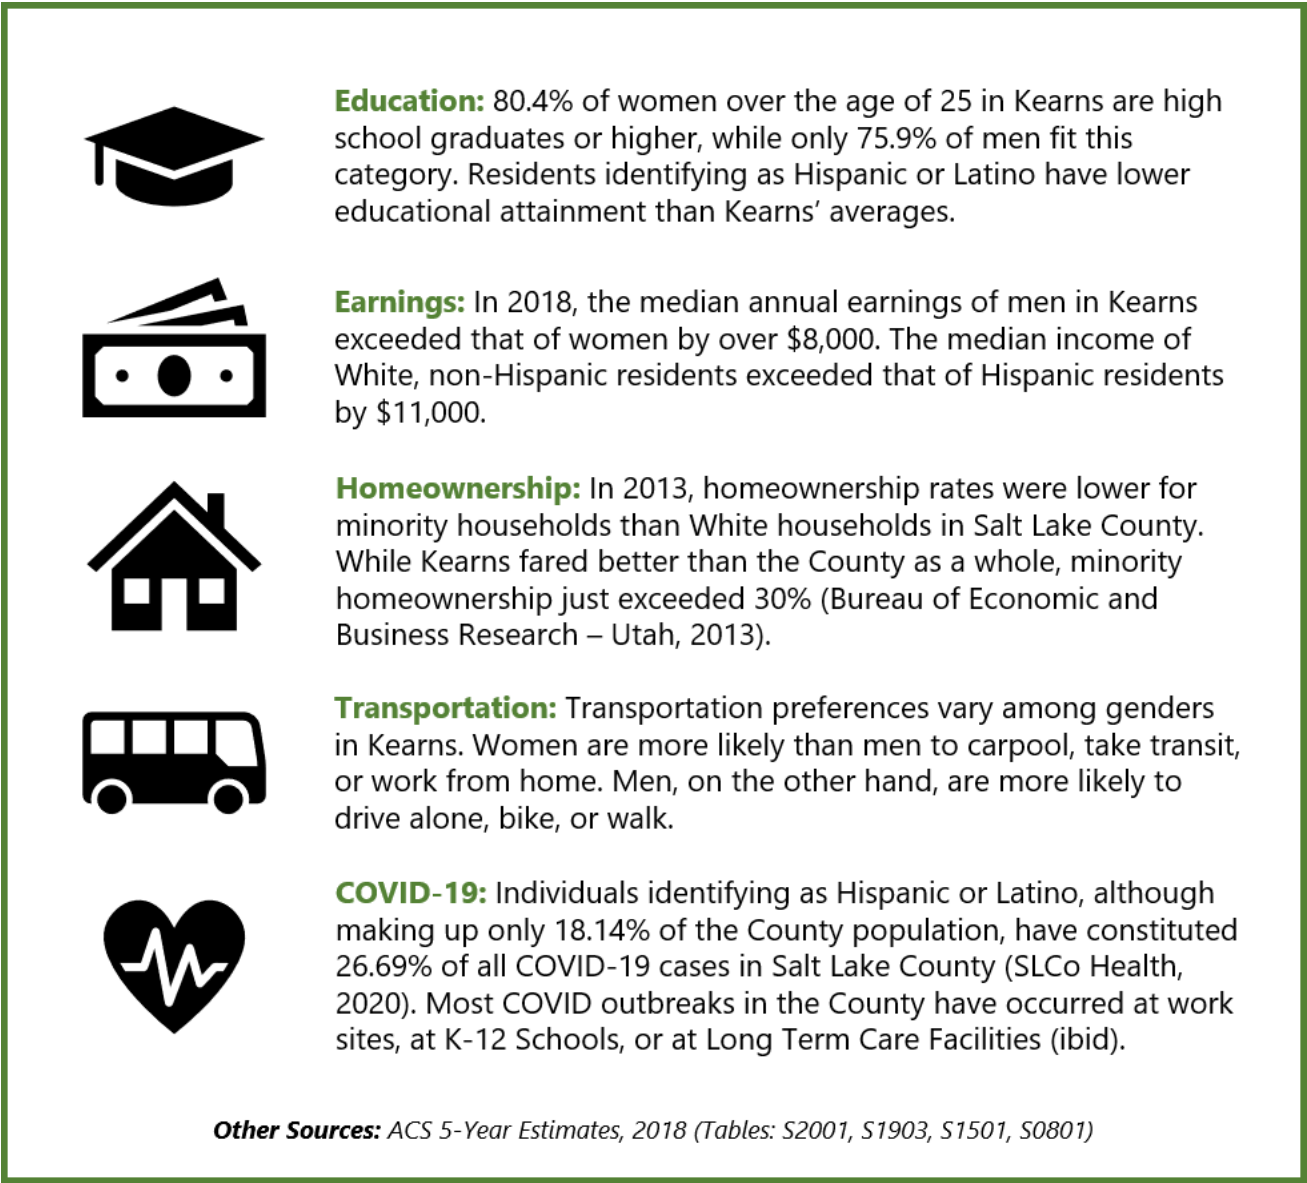 Education: 80.4% of women over the age of 25 in Kearns are high
school graduates or higher, while only 75.9% of men fit this
category. Residents identifying as Hispanic or Latino have lower
educational attainment than Kearns’ averages.
Earnings: In 2018, the median annual earnings of men in Kearns
exceeded that of women by over $8,000. The median income of
White, non-Hispanic residents exceeded that of Hispanic residents
by $11,000.
Homeownership: In 2013, homeownership rates were lower for
minority households than White households in Salt Lake County.
While Kearns fared better than the County as a whole, minority
homeownership just exceeded 30% (Bureau of Economic and
Business Research – Utah, 2013).
Transportation: Transportation preferences vary among genders
in Kearns. Women are more likely than men to carpool, take transit,
or work from home. Men, on the other hand, are more likely to
drive alone, bike, or walk.
COVID-19: Individuals identifying as Hispanic or Latino, although
making up only 18.14% of the County population, have constituted
26.69% of all COVID-19 cases in Salt Lake County (SLCo Health,
2020). Most COVID outbreaks in the County have occurred at work
sites, at K-12 Schools, or at Long Term Care Facilities (ibid).
Other Sources: ACS 5-Year Estimates, 2018 (Tables: S2001, S1903, S1501, S0801)